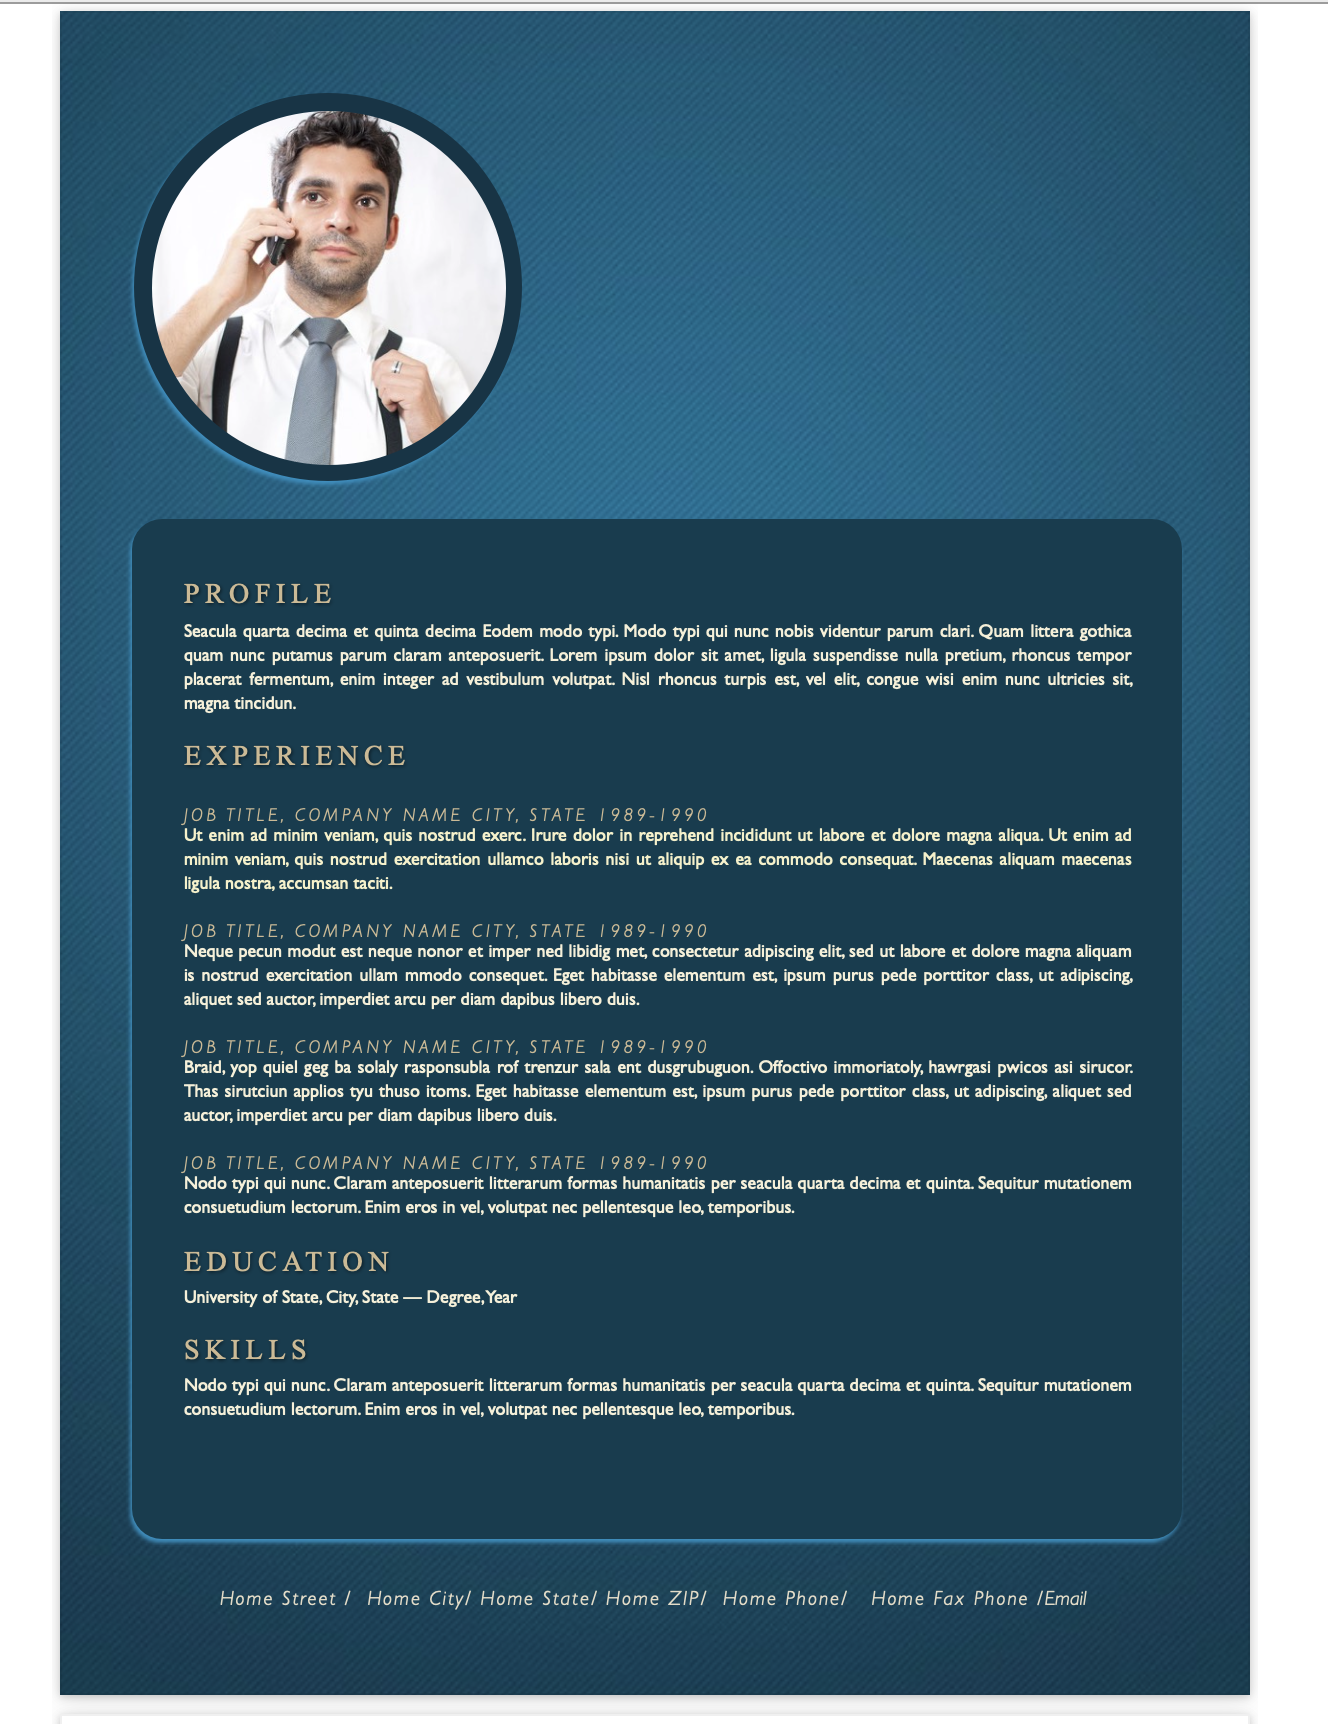 PROFILE
Seacula quarta decima et quinta decima Eodem modo typi. Modo typi qui nunc nobis videntur parum clari. Quam littera gothica
quam nunc putamus parum claram anteposuerit. Lorem ipsum dolor sit amet, ligula suspendisse nulla pretium, rhoncus tempor
placerat fermentum, enim integer ad vestibulum volutpat. Nisl rhoncus turpis est, vel elit, congue wisi enim nunc ultricies sit,
magna tincidun.
EXPERIENCE
JOB TITLE, COMPANY NAME CITY, STATE 1989-1990
Ut enim ad minim veniam, quis nostrud exerc. Irure dolor in reprehend incididunt ut labore et dolore magna aliqua. Ut enim ad
minim veniam, quis nostrud exercitation ullamco laboris nisi ut aliquip ex ea commodo consequat. Maecenas aliquam maecenas
ligula nostra, accumsan taciti.
JOB TITLE, COMPANY NAME CITY, STATE 1989-1990
Neque pecun modut est neque nonor et imper ned libidig met, consectetur adipiscing elit, sed ut labore et dolore magna aliquam
is nostrud exercitation ullam mmodo consequet. Eget habitasse elementum est, ipsum purus pede porttitor class, ut adipiscing,
aliquet sed auctor, imperdiet arcu per diam dapibus libero duis.
JOB TITLE, COMPANY NAME CITY, STATE 1989-1990
Braid, yop quiel geg ba solaly rasponsubla rof trenzur sala ent dusgrubuguon. Offoctivo immoriatoly, hawrgasi pwicos asi sirucor.
Thas sirutciun applios tyu thuso itoms. Eget habitasse elementum est, ipsum purus pede porttitor class, ut adipiscing, aliquet sed
auctor, imperdiet arcu per diam dapibus libero duis.
JOB TITLE, COMPANY NAME CITY, STATE 1989-1990
Nodo typi qui nunc. Claram anteposuerit litterarum formas humanitatis per seacula quarta decima et quinta. Sequitur mutationem
consuetudium lectorum. Enim eros in vel, volutpat nec pellentesque leo, temporibus.
EDUCATION
University of State, City, State — Degree, Year
SKILLS
Nodo typi qui nunc. Claram anteposuerit litterarum formas humanitatis per seacula quarta decima et quinta. Sequitur mutationem
consuetudium lectorum. Enim eros in vel, volutpat nec pellentesque leo, temporibus.
Home Street / Home City/ Home State/ Home ZIP/ Home Phone/ Home Fax Phone /Email